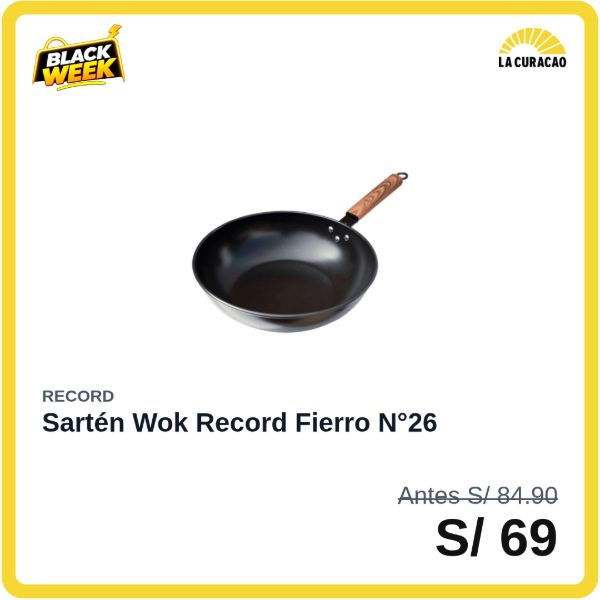 BLACK
WEEK
LA CURACAO
RECORD
Sartén Wok Record Fierro N°26
Antes S/ 84.90
S/ 69